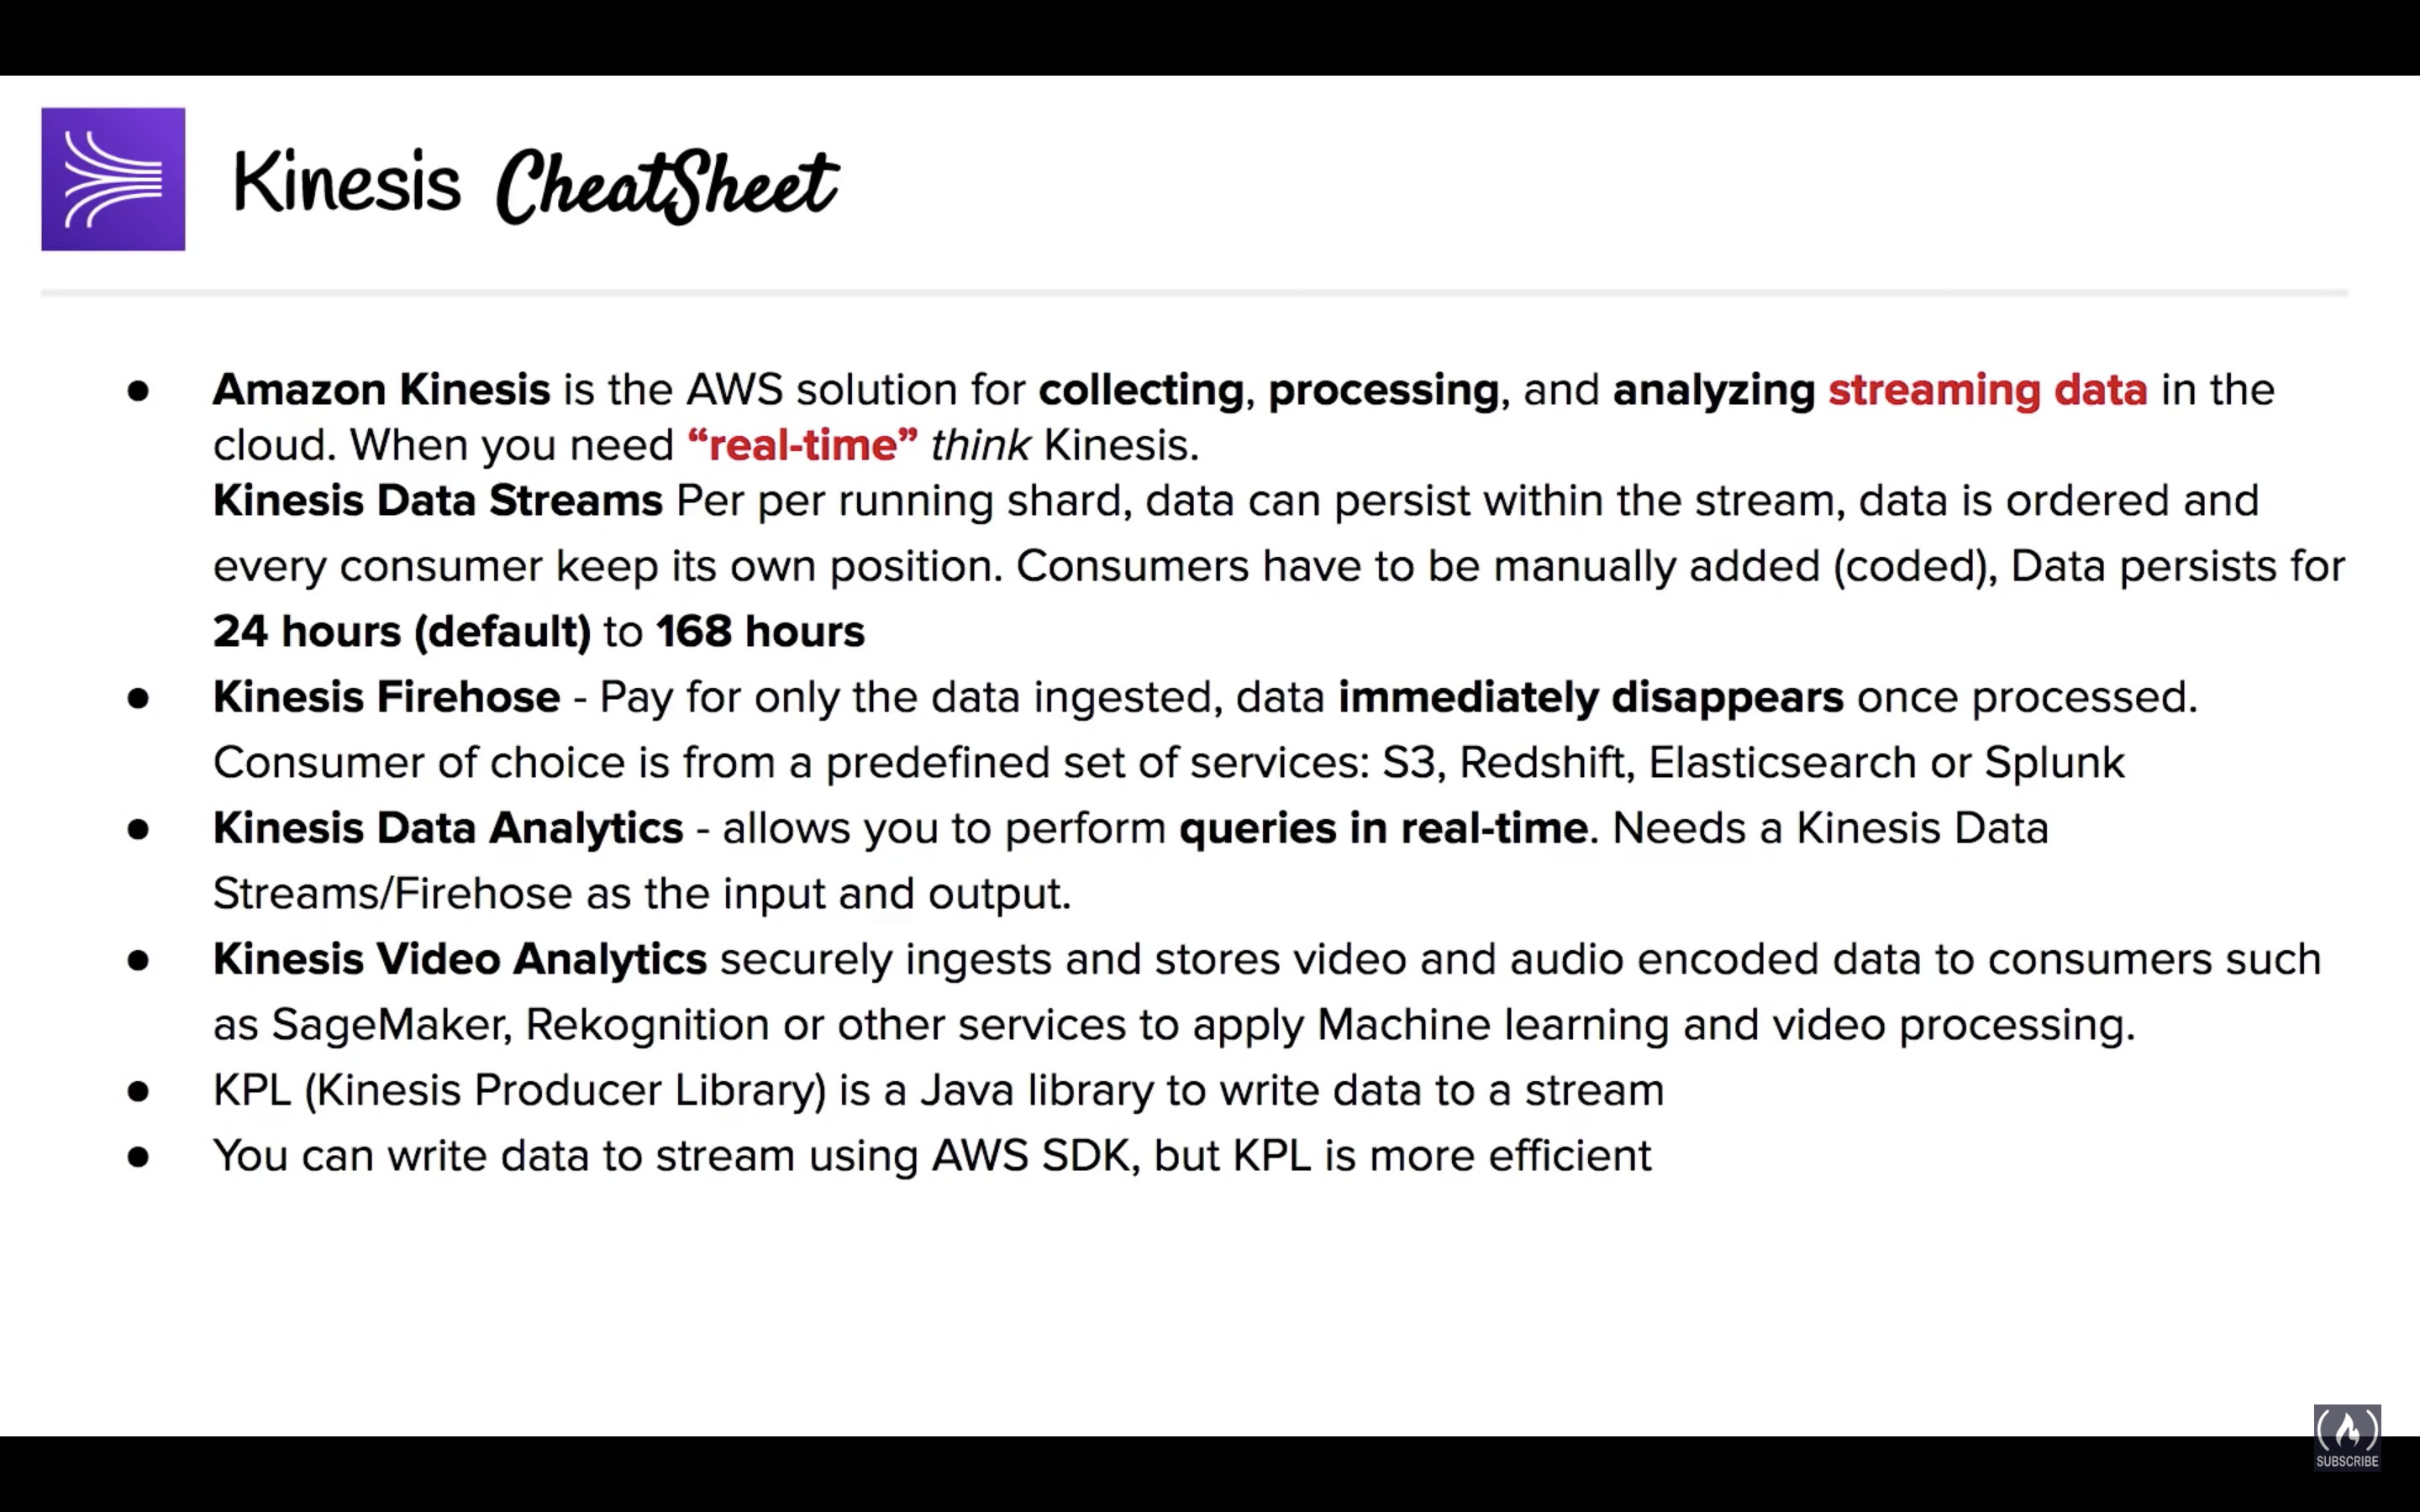 Kinesis CheatSheet
● Amazon Kinesis is the AWS solution for collecting, processing, and analyzing streaming data in the
cloud. When you need “real-time” think Kinesis.
Kinesis Data Streams Per per running shard, data can persist within the stream, data is ordered and
every consumer keep its own position. Consumers have to be manually added (coded), Data persists for
24 hours (default) to 168 hours
● Kinesis Firehose - Pay for only the data ingested, data immediately disappears once processed.
Consumer of choice is from a predefined set of services: S3, Redshift, Elasticsearch or Splunk
● Kinesis Data Analytics - allows you to perform queries in real-time. Needs a Kinesis Data
Streams/Firehose as the input and output.
● Kinesis Video Analytics securely ingests and stores video and audio encoded data to consumers such
as SageMaker, Rekognition or other services to apply Machine learning and video processing.
● KPL (Kinesis Producer Library) is a Java library to write data to a stream
● You can write data to stream using AWS SDK, but KPL is more efficient
SUBSCRIBE